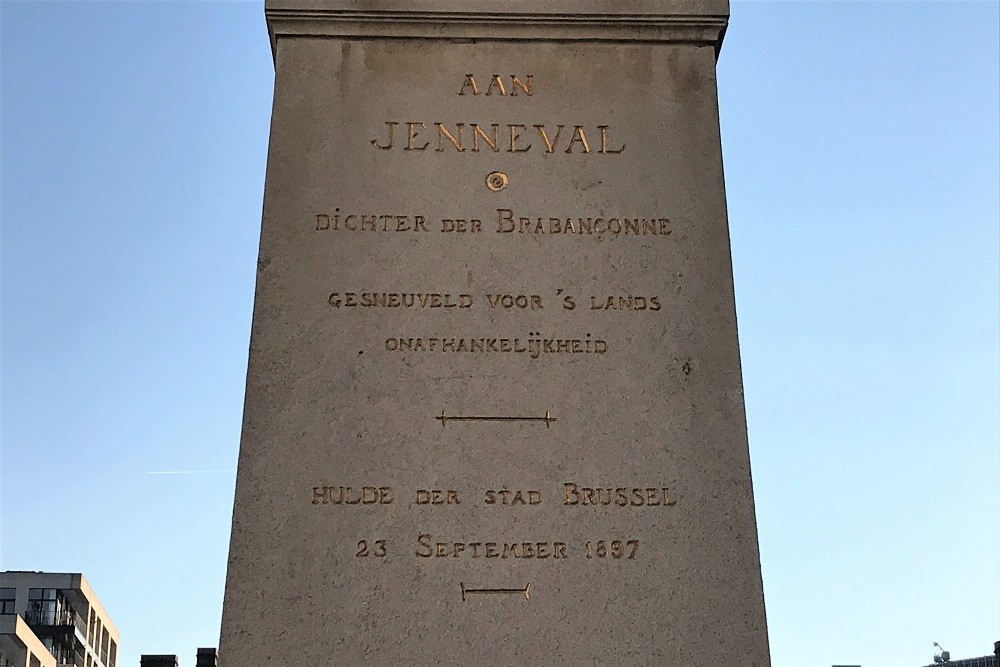 AAN
JENNEVAL
DICHTER DER BRABANÇONNE
GESNEUVELD VOOR 'S LANDS
ONAFHANKELIJKHEID
HULDE DER STAD BRUSSEL
23 SEPTEMBER 1897